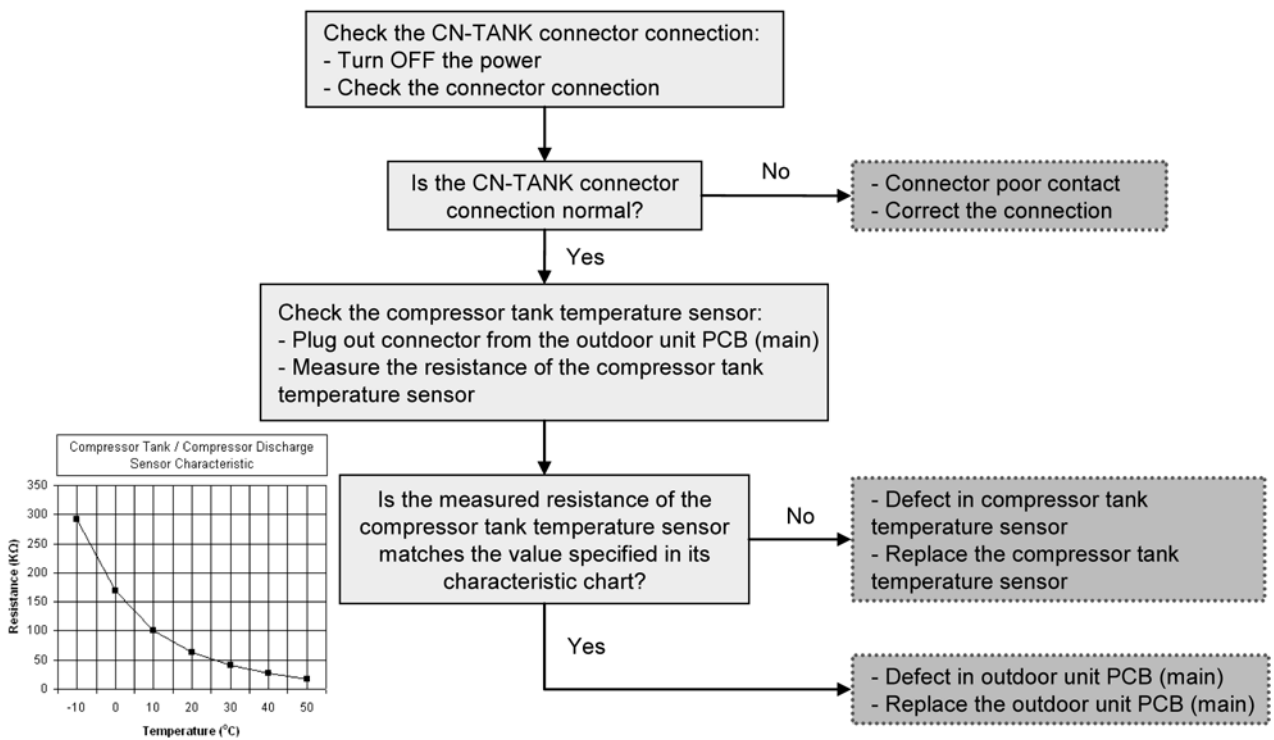 Check the CN-TANK connector connection:
- Turn OFF the power
- Check the connector connection
Is the CN-TANK connector
connection normal?
No
- Connector poor contact
- Correct the connection
Yes
Check the compressor tank temperature sensor:
- Plug out connector from the outdoor unit PCB (main)
- Measure the resistance of the compressor tank
temperature sensor
Compressor Tank / Compressor Discharge
Sensor Characteristic
Resistance (KΩ)
350
300
250
200
150
100
50
0
-10 0 10 20 30 40 50
Temperature (⁰C)
Is the measured resistance of the
compressor tank temperature sensor
matches the value specified in its
characteristic chart?
No
- Defect in compressor tank
temperature sensor
- Replace the compressor tank
temperature sensor
Yes
- Defect in outdoor unit PCB (main)
- Replace the outdoor unit PCB (main)